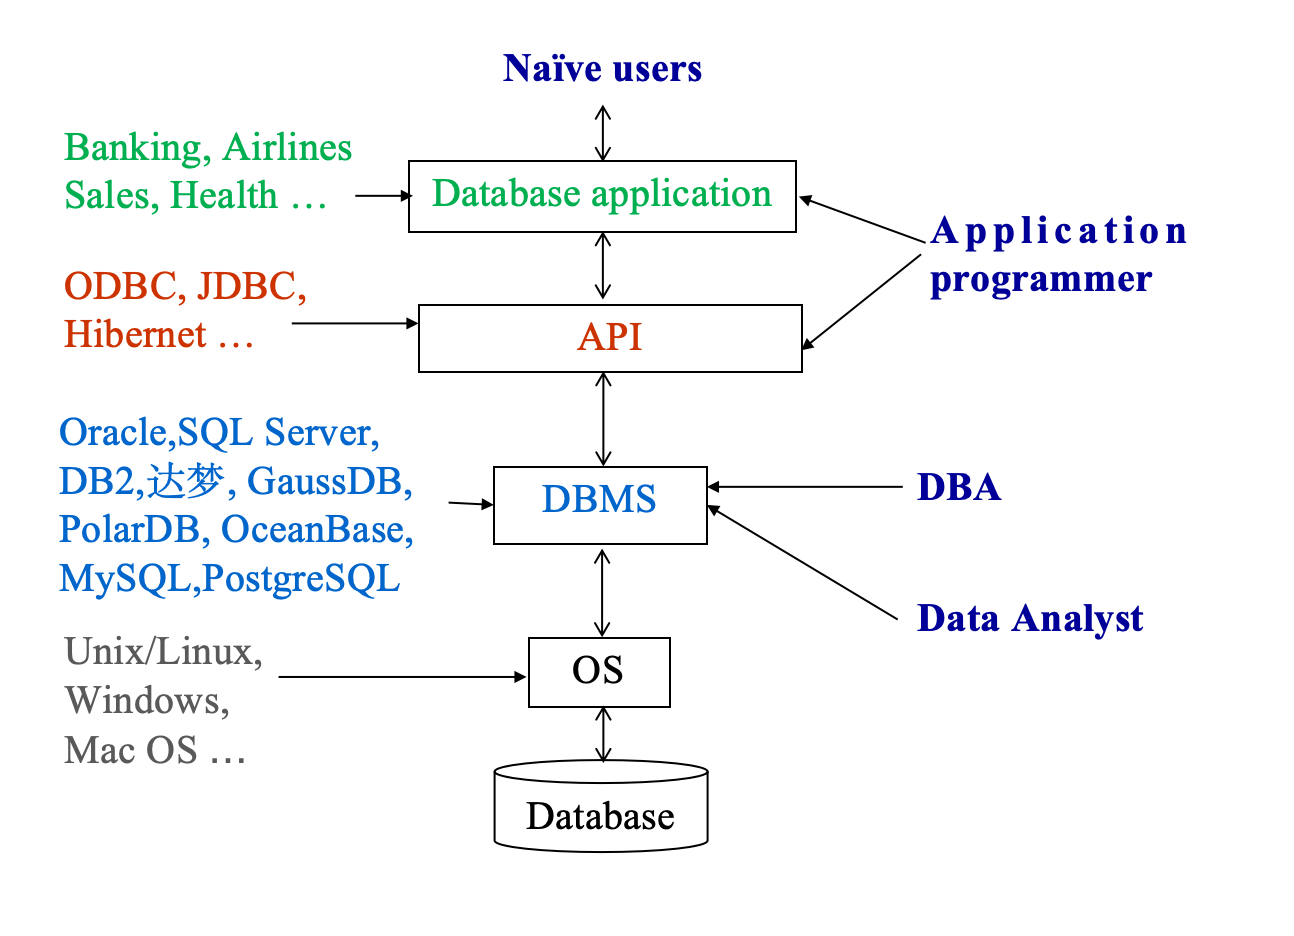 Naïve users
Banking, Airlines
Sales, Health …
Database application
Application
programmer
ODBC, JDBC,
Hibernet …
API
Oracle,SQL Server,
DB2,达梦, GaussDB,
PolarDB, OceanBase,
MySQL,PostgreSQL
DBMS
DBA
Data Analyst
Unix/Linux,
Windows,
Mac OS …
OS
Database